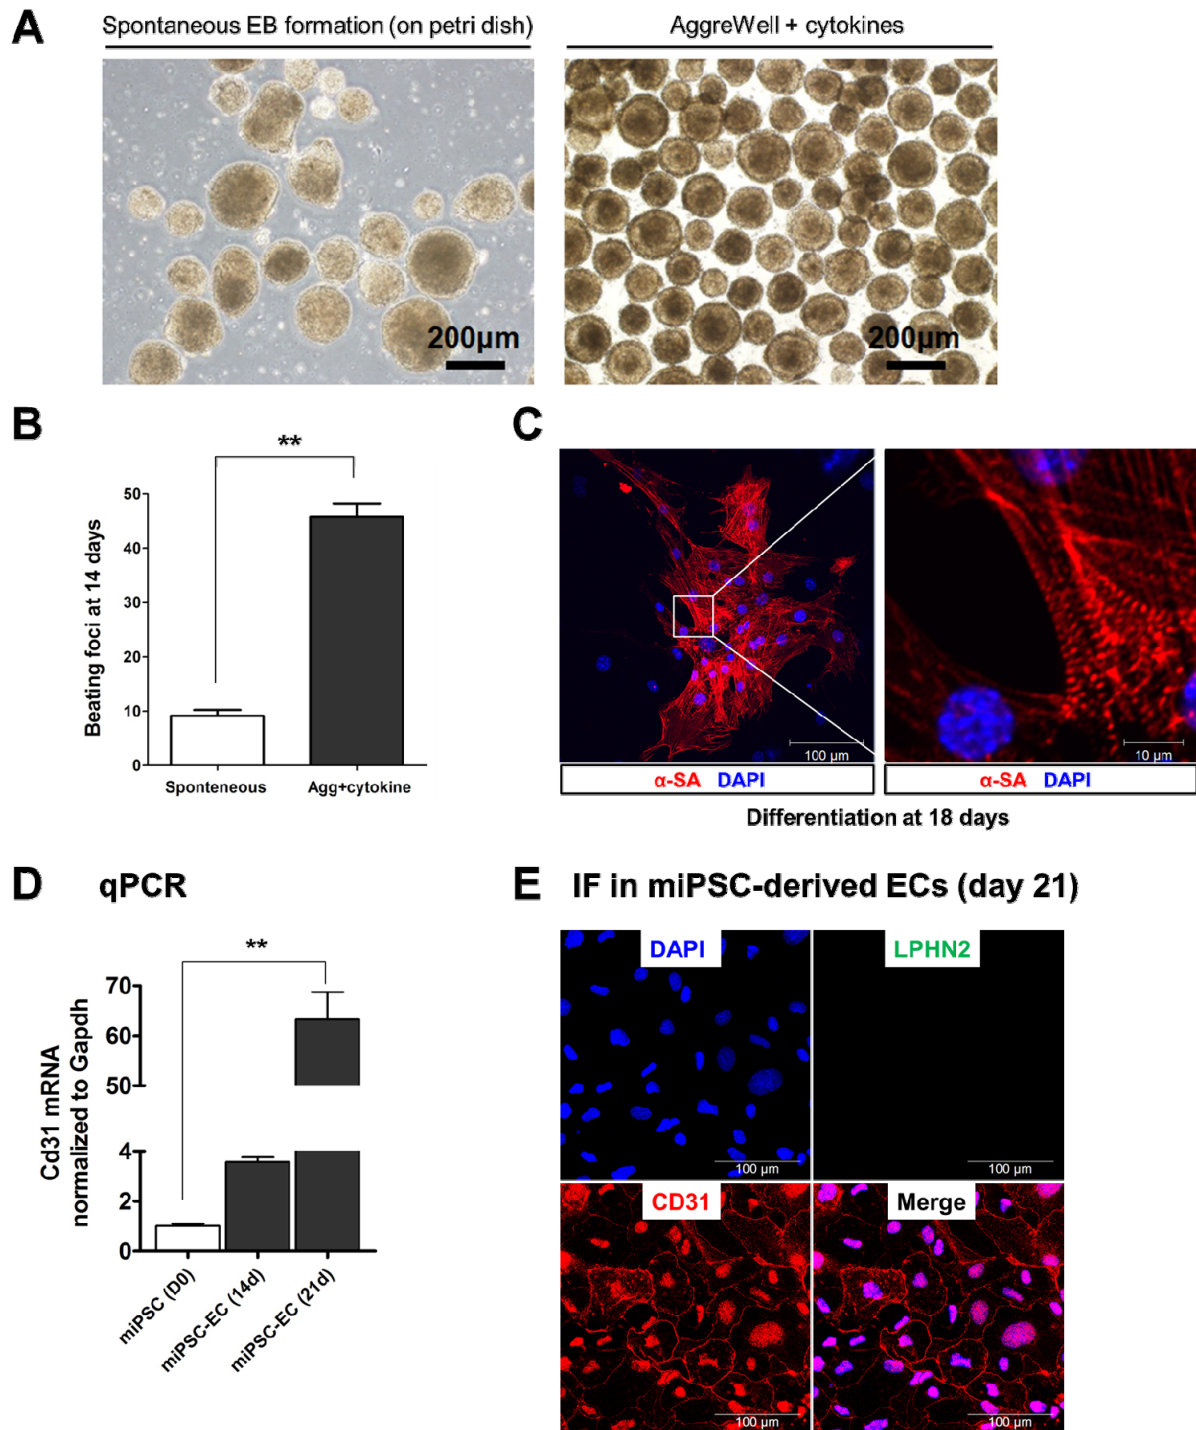 A
Spontaneous EB formation (on petri dish)
AggreWell + cytokines
200μm
200μm
B
**
Beating foci at 14 days
50
40
30
20
10
0
Sponteneous
Agg+cytokine
C
100 μm
10 μm
α-SA DAPI
α-SA DAPI
Differentiation at 18 days
D qPCR
**
Cd31 mRNA
normalized to Gapdh
70
60
50
4
2
0
miPSC (D0)
miPSC-EC (14d)
miPSC-EC (21d)
E IF in miPSC-derived ECs (day 21)
DAPI
LPHN2
100 μm
100 μm
CD31
Merge
100 μm
100 μm